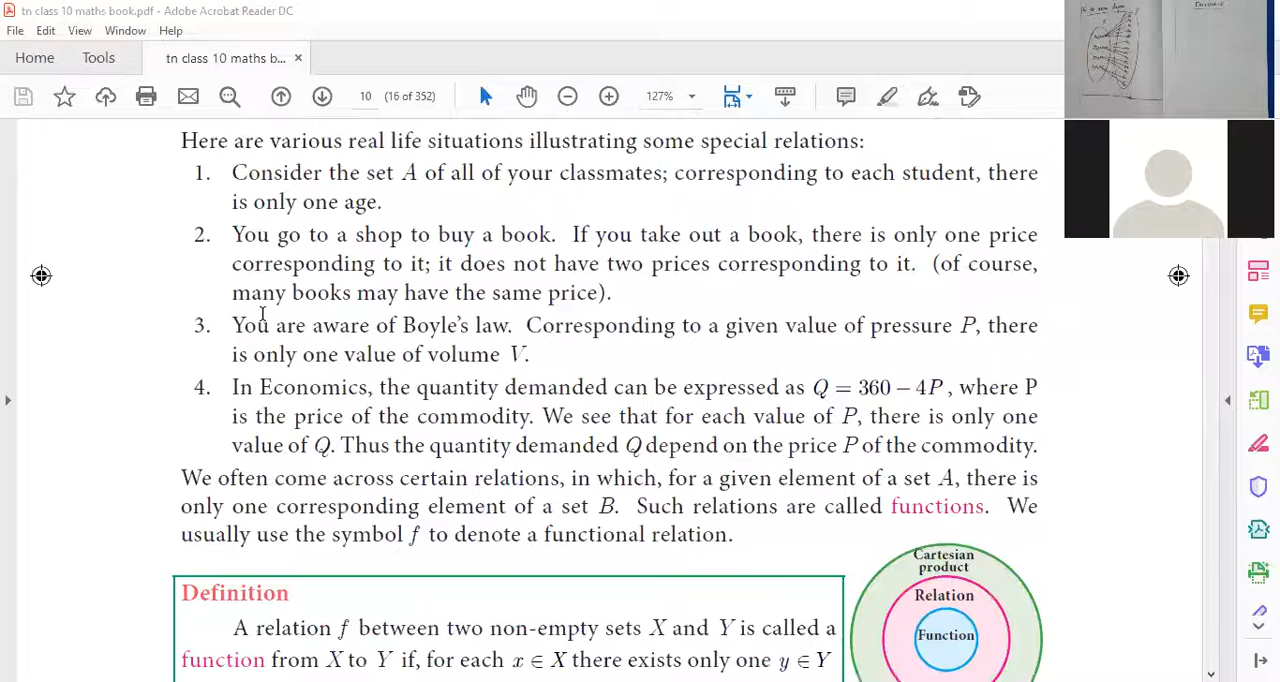 tn class 10 maths book.pdf - Adobe Acrobat Reader DC
File Edit View Window Help
Home Tools tn class 10 maths b... ×
10 (16 of 352) 127%
Here are various real life situations illustrating some special relations:
1. Consider the set A of all of your classmates; corresponding to each student, there
is only one age.
2. You go to a shop to buy a book. If you take out a book, there is only one price
corresponding to it; it does not have two prices corresponding to it. (of course,
many books may have the same price).
3. You are aware of Boyle's law. Corresponding to a given value of pressure P, there
is only one value of volume V.
4. In Economics, the quantity demanded can be expressed as Q = 360 – 4P, where P
is the price of the commodity. We see that for each value of P, there is only one
value of Q. Thus the quantity demanded Q depend on the price P of the commodity.
We often come across certain relations, in which, for a given element of a set A, there is
only one corresponding element of a set B. Such relations are called functions. We
usually use the symbol f to denote a functional relation.
Definition
A relation f between two non-empty sets X and Y is called a
function from X to Y if, for each x ∈ X there exists only one y ∈ Y
Cartesian
product
Relation
Function